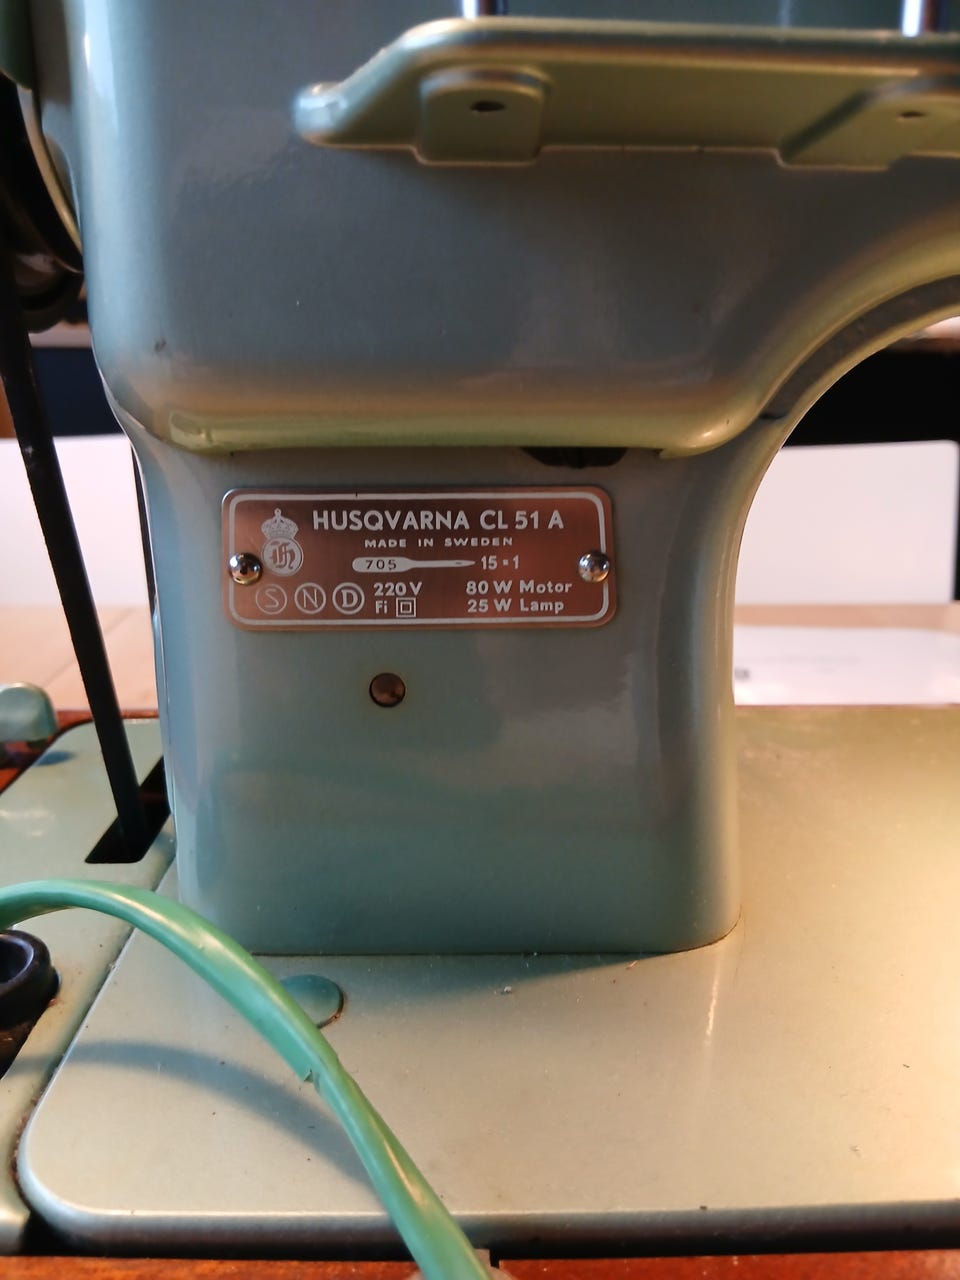 HUSQVARNA CL 51 A
MADE IN SWEDEN
H
705 15▪1
S N D 220 V 80 W Motor
Fi 25 W Lamp